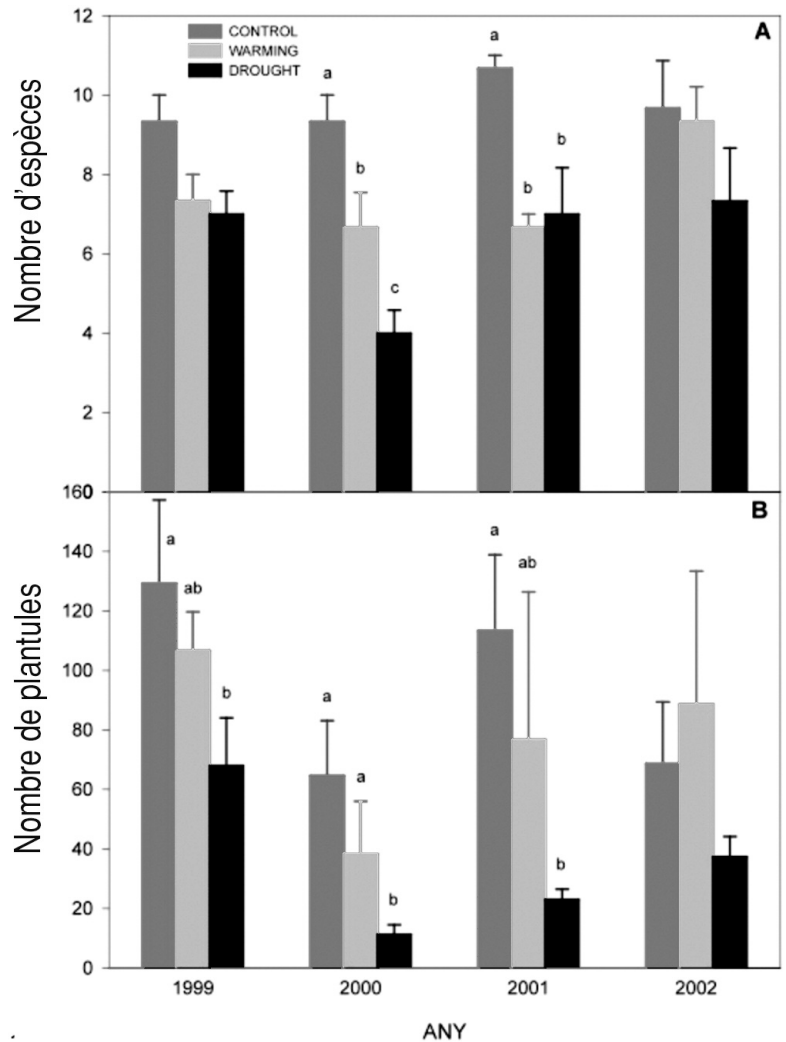 12
10
8
6
4
2
0
Nombre d'espèces
CONTROL
WARMING
DROUGHT
A
a
b
c
a
b
b
160
140
120
100
80
60
40
20
0
Nombre de plantules
B
a
ab
b
a
a
b
a
ab
b
1999
2000
2001
2002
ANY